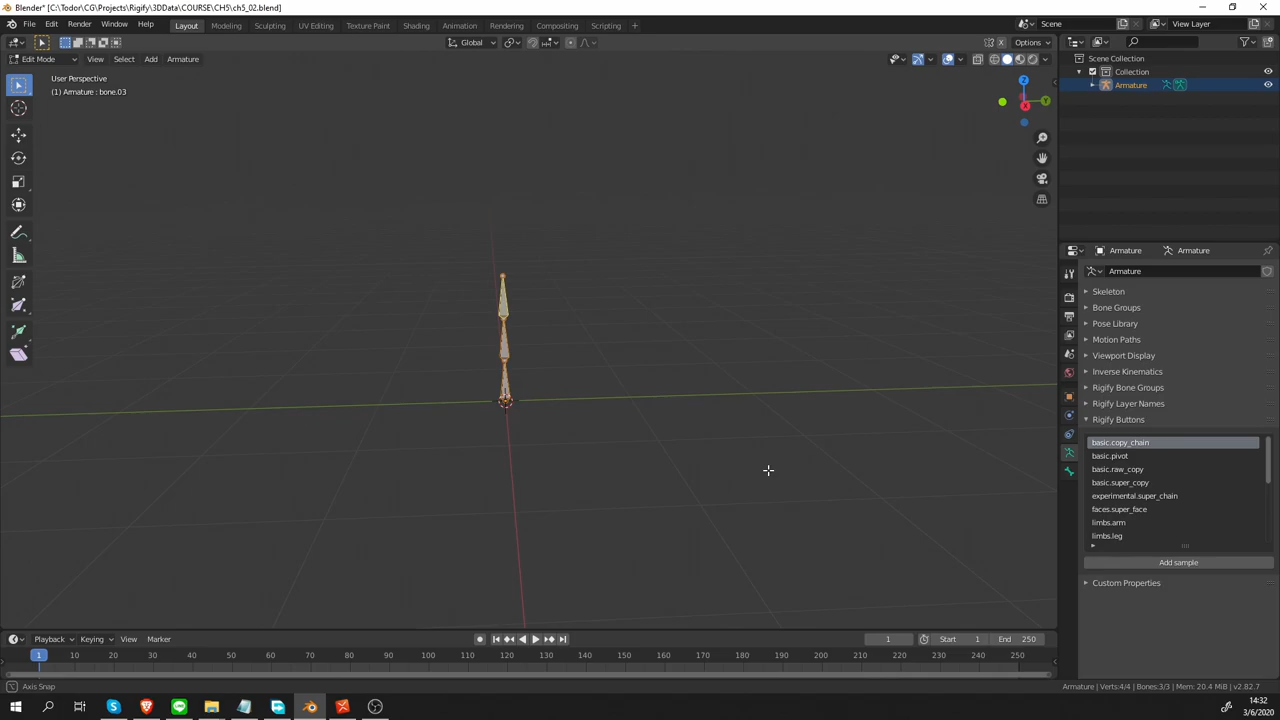 Blender* [C:\Todor\CG\Projects\Rigify\3DData\COURSE\CH5\ch5_02.blend]
File Edit Render Window Help Layout Modeling Sculpting UV Editing Texture Paint Shading Animation Rendering Compositing Scripting + Scene View Layer
Global Options
Edit Mode View Select Add Armature
User Perspective
(1) Armature : bone.03
X
Z
Y
X
Scene Collection
Collection
Armature
Armature Armature
Armature
Skeleton
Bone Groups
Pose Library
Motion Paths
Viewport Display
Inverse Kinematics
Rigify Bone Groups
Rigify Layer Names
Rigify Buttons
basic.copy_chain
basic.pivot
basic.raw_copy
basic.super_copy
experimental.super_chain
faces.super_face
limbs.arm
limbs.leg
Add sample
Custom Properties
Playback Keying View Marker 1 Start 1 End 250
1 10 20 30 40 50 60 70 80 90 100 110 120 130 140 150 160 170 180 190 200 210 220 230 240 250
Axis Snap Armature | Verts:4/4 | Bones:3/3 | Mem: 20.4 MiB | v2.82.7
14:32
3/6/2020